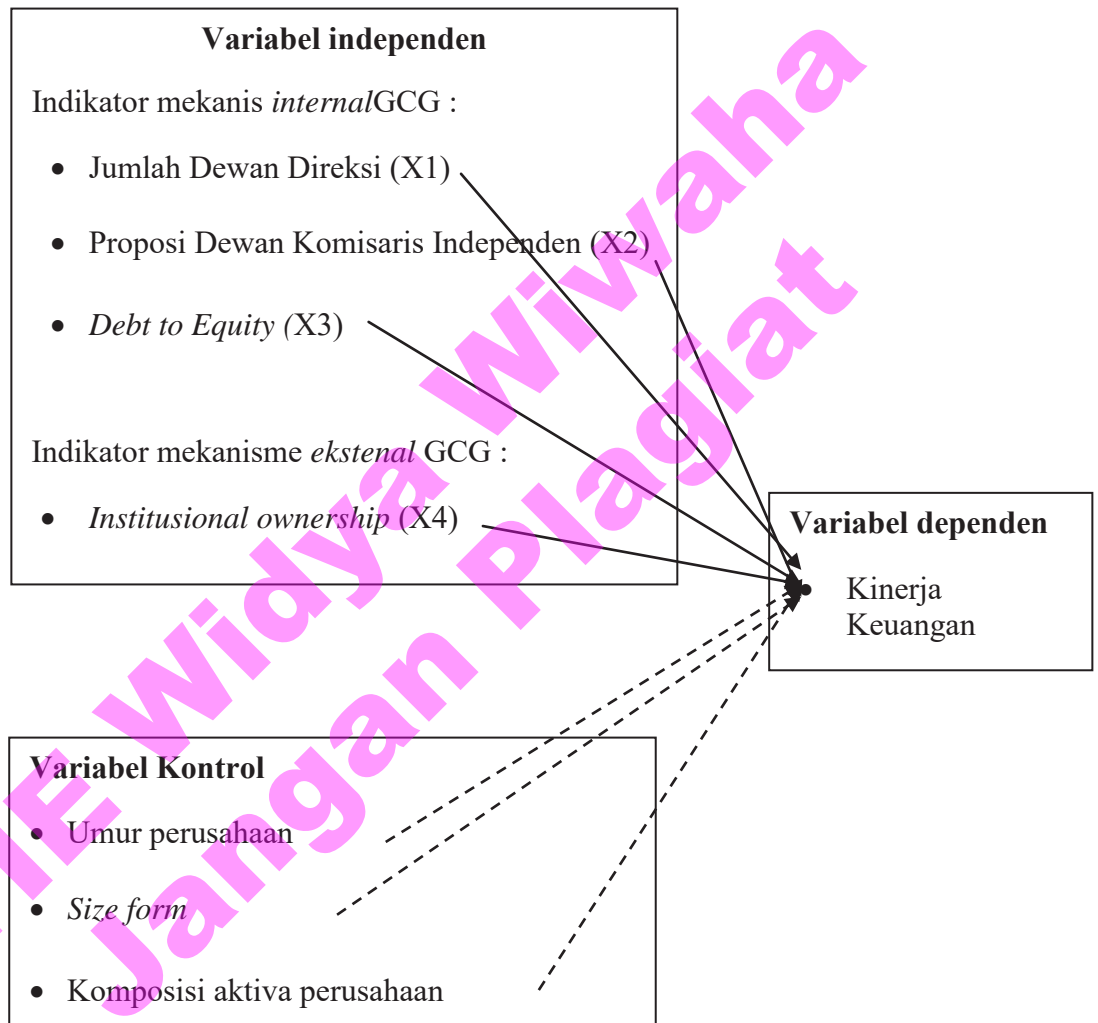 Variabel independen
Indikator mekanis internalGCG :
• Jumlah Dewan Direksi (X1)
• Proposi Dewan Komisaris Independen (X2)
• Debt to Equity (X3)
Indikator mekanisme ekstenal GCG :
• Institusional ownership (X4)
Variabel dependen
• Kinerja
Keuangan
Variabel Kontrol
• Umur perusahaan
• Size form
• Komposisi aktiva perusahaan
IE Widya Wiwaha
Jangan Plagiat